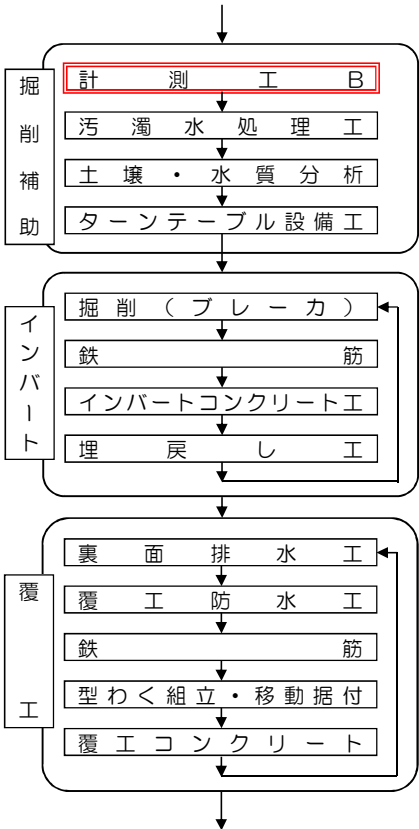 掘削補助
計測工B
汚濁水処理工
土壌・水質分析
ターンテーブル設備工
インバート
掘削(ブレーカ)
鉄筋
インバートコンクリート工
埋戻し工
覆工
裏面排水工
覆工防水工
鉄筋
型わく組立・移動据付
覆工コンクリート